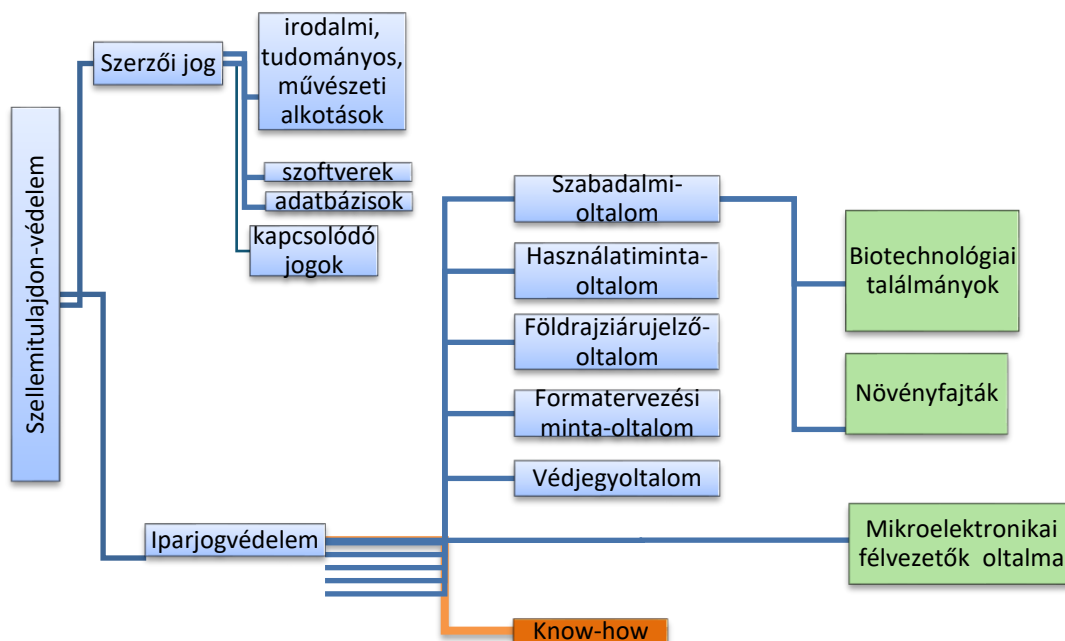 Szellemitulajdon-védelem
Szerzői jog
irodalmi,
tudományos,
művészeti
alkotások
szoftverek
adatbázisok
kapcsolódó
jogok
Iparjogvédelem
Szabadalmi-
oltalom
Használatiminta-
oltalom
Földrajziárujelző-
oltalom
Formatervezési
minta-oltalom
Védjegyoltalom
Know-how
Biotechnológiai
találmányok
Növényfajták
Mikroelektronikai
félvezetők oltalma